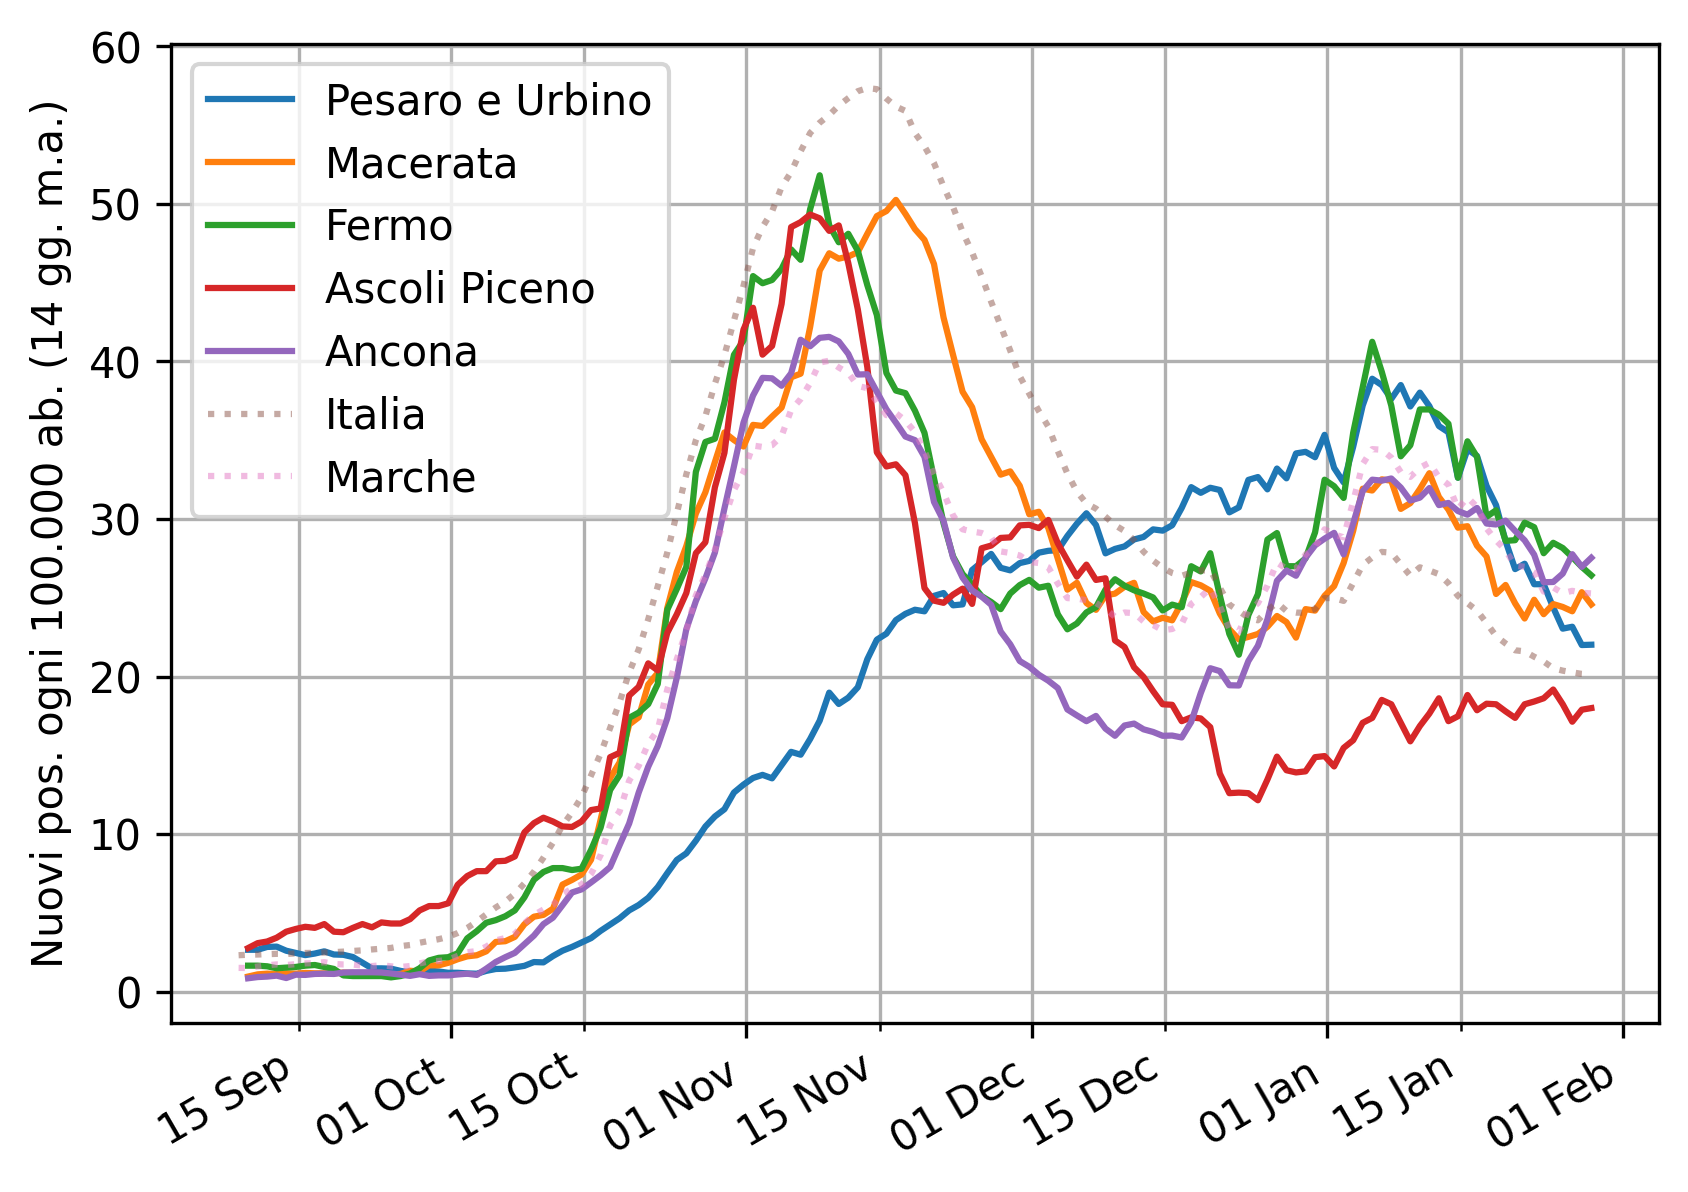 Nuovi pos. ogni 100.000 ab. (14 gg. m.a.)
60
50
40
30
20
10
0
Pesaro e Urbino
Macerata
Fermo
Ascoli Piceno
Ancona
Italia
Marche
15 Sep
01 Oct
15 Oct
01 Nov
15 Nov
01 Dec
15 Dec
01 Jan
15 Jan
01 Feb